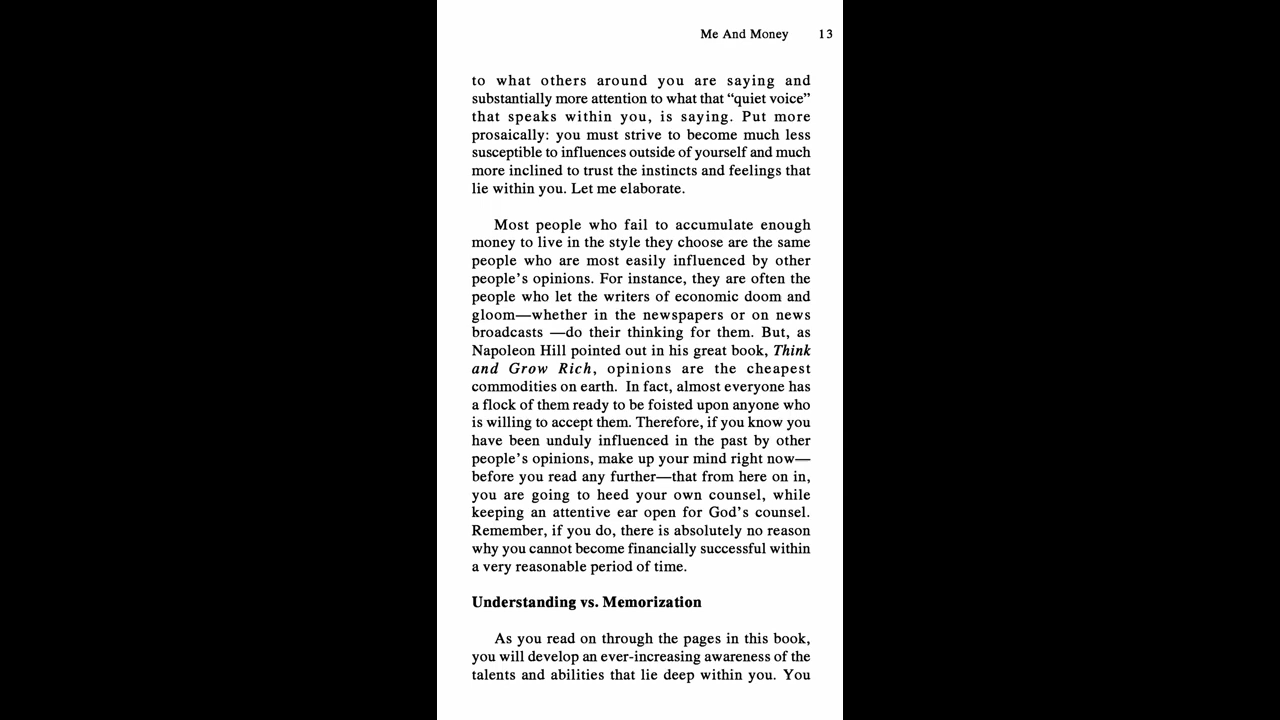 Me And Money 13
to what others around you are saying and
substantially more attention to what that “quiet voice”
that speaks within you, is saying. Put more
prosaically: you must strive to become much less
susceptible to influences outside of yourself and much
more inclined to trust the instincts and feelings that
lie within you. Let me elaborate.
Most people who fail to accumulate enough
money to live in the style they choose are the same
people who are most easily influenced by other
people’s opinions. For instance, they are often the
people who let the writers of economic doom and
gloom—whether in the newspapers or on news
broadcasts —do their thinking for them. But, as
Napoleon Hill pointed out in his great book, Think
and Grow Rich, opinions are the cheapest
commodities on earth.  In fact, almost everyone has
a flock of them ready to be foisted upon anyone who
is willing to accept them. Therefore, if you know you
have been unduly influenced in the past by other
people’s opinions, make up your mind right now—
before you read any further—that from here on in,
you are going to heed your own counsel, while
keeping an attentive ear open for God’s counsel.
Remember, if you do, there is absolutely no reason
why you cannot become financially successful within
a very reasonable period of time.
Understanding vs. Memorization
As you read on through the pages in this book,
you will develop an ever-increasing awareness of the
talents and abilities that lie deep within you. You